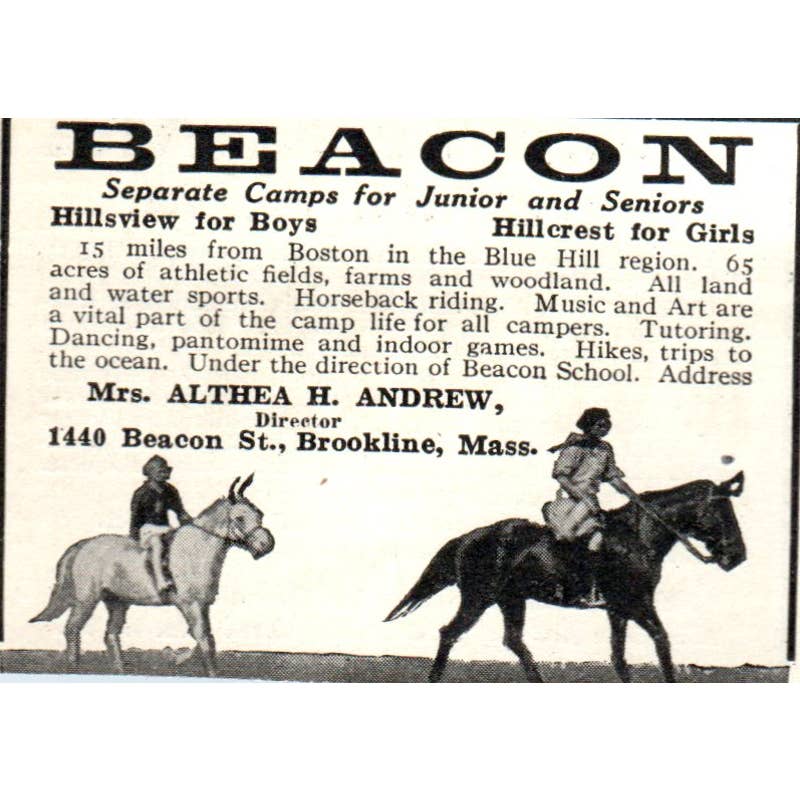 BEACON
Separate Camps for Junior and Seniors
Hillsview for Boys Hillcrest for Girls
15 miles from Boston in the Blue Hill region. 65
acres of athletic fields, farms and woodland. All land
and water sports. Horseback riding. Music and Art are
a vital part of the camp life for all campers. Tutoring.
Dancing, pantomime and indoor games. Hikes, trips to
the ocean. Under the direction of Beacon School. Address
Mrs. ALTHEA H. ANDREW,
Director
1440 Beacon St., Brookline, Mass.